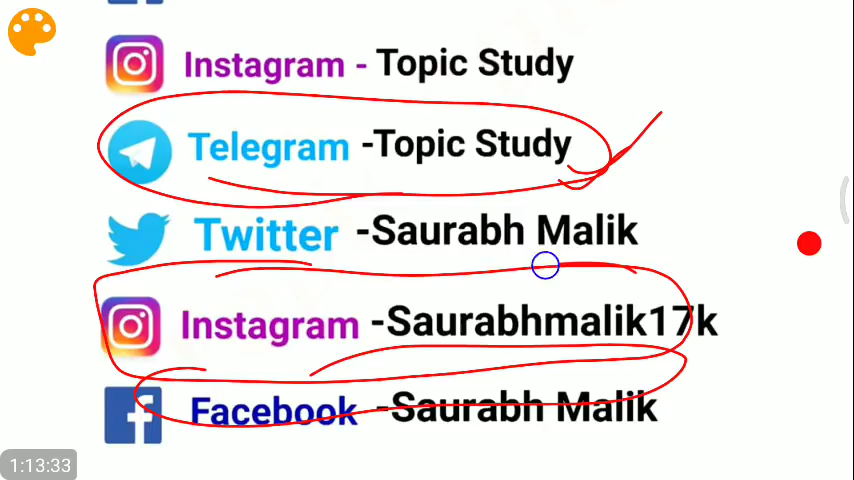 Instagram - Topic Study
Telegram -Topic Study
Twitter -Saurabh Malik
Instagram -Saurabhmalik17k
Facebook -Saurabh Malik
1:13:33